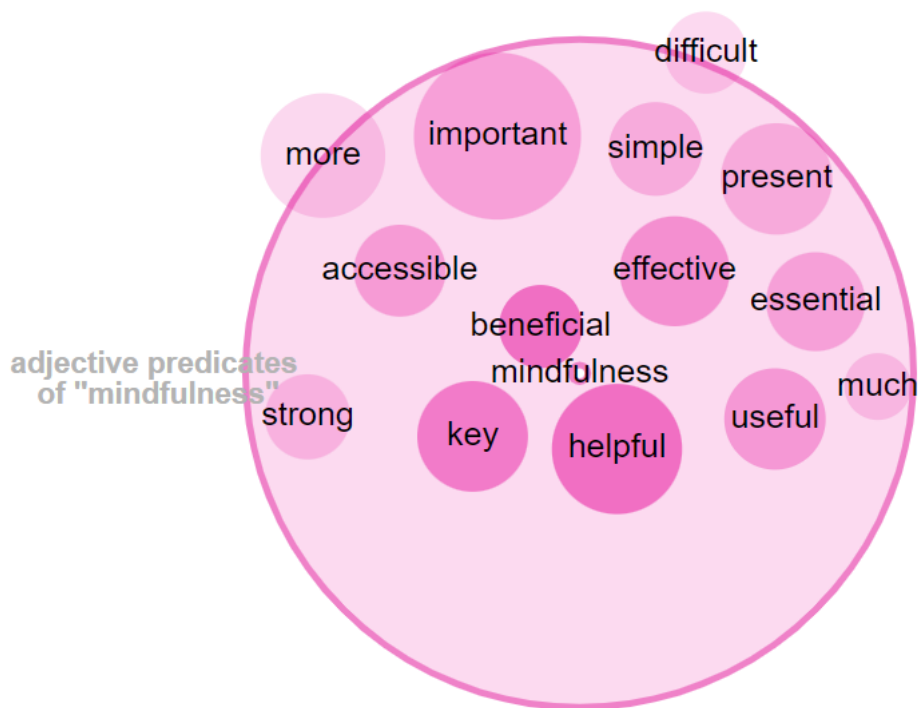 difficult
important
simple
more
present
accessible
effective
essential
beneficial
adjective predicates
of "mindfulness"
mindfulness
much
strong
useful
key
helpful